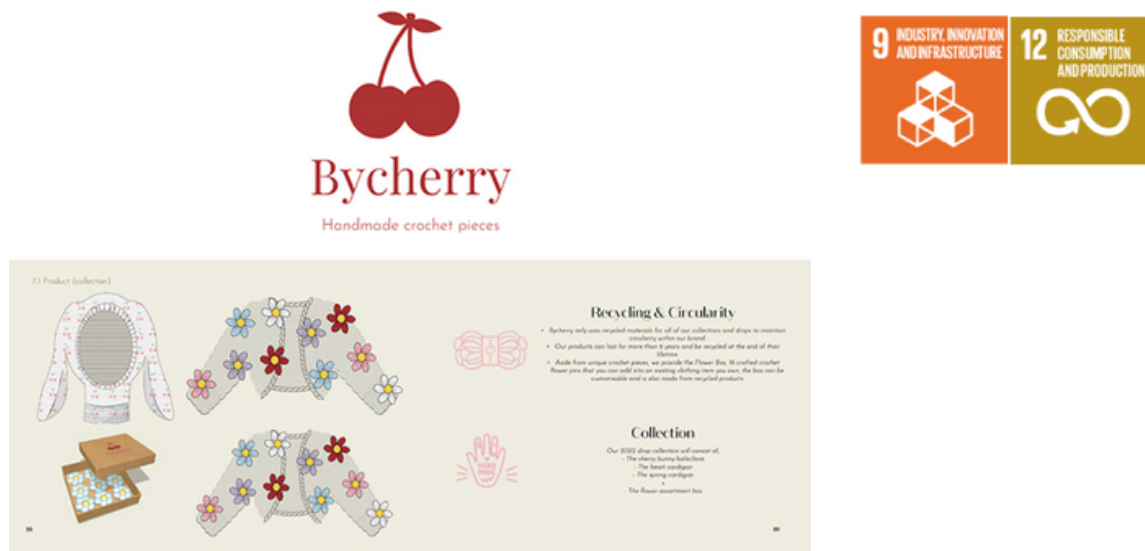 Bycherry
Handmade crochet pieces
9 INDUSTRY, INNOVATION
AND INFRASTRUCTURE
12 RESPONSIBLE
CONSUMPTION
AND PRODUCTION
7.1 Product (collection)
Recycling & Circularity
• Bycherry only uses recycled materials for all of our collections and drops to maintain
circularity within our brand
• Our products can last for more than 6 years and be recycled at the end of their
lifetime
• Aside from unique crochet pieces, we provide the Flower Box, 16 crafted crochet
flower pins that you can add into an existing clothing item you own, the box can be
customisable and is also made from recycled products
HAND
MADE
Collection
Our 2022 drop collection will consist of,
- The cherry bunny balaclava
- The heart cardigan
- The spring cardigan
+
- The flower assortment box
88
89